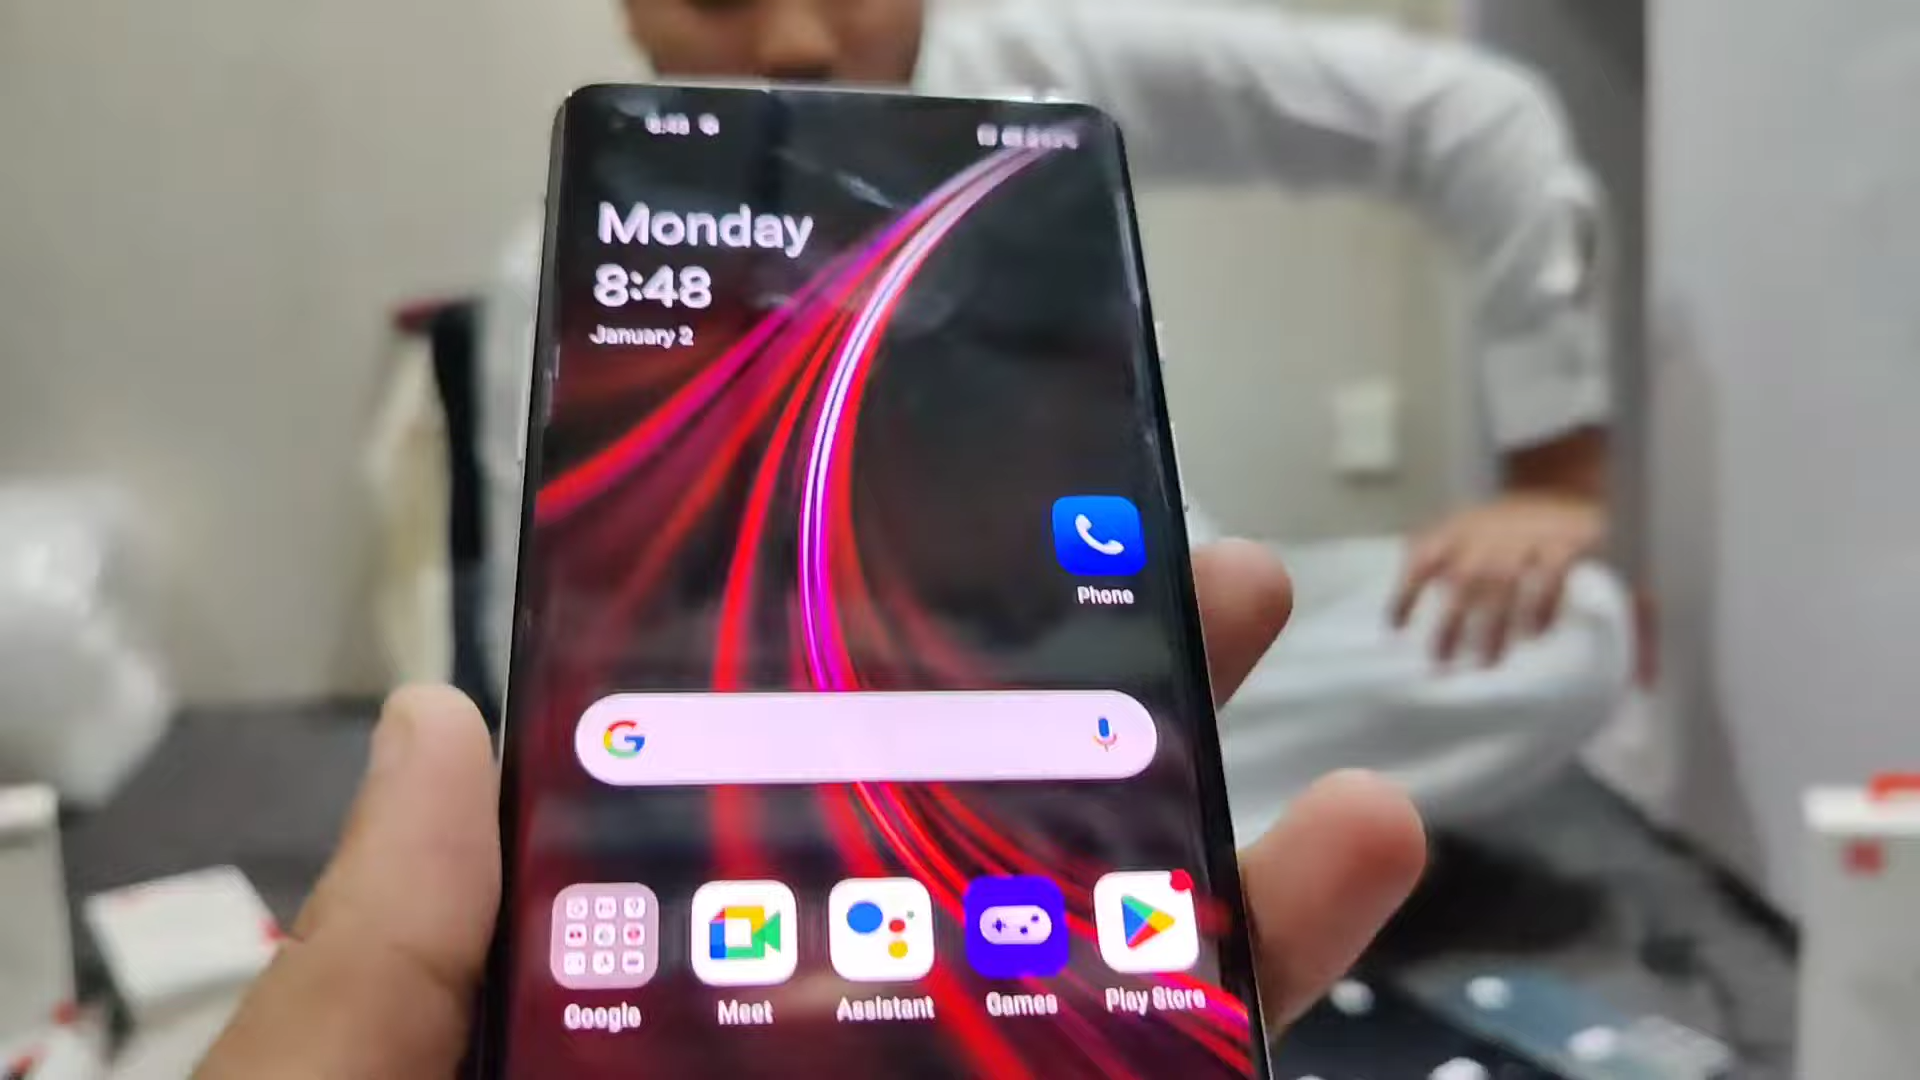 Monday
8:48
January 2
Phone
G
Google
Meet
Assistant
Games
Play Store